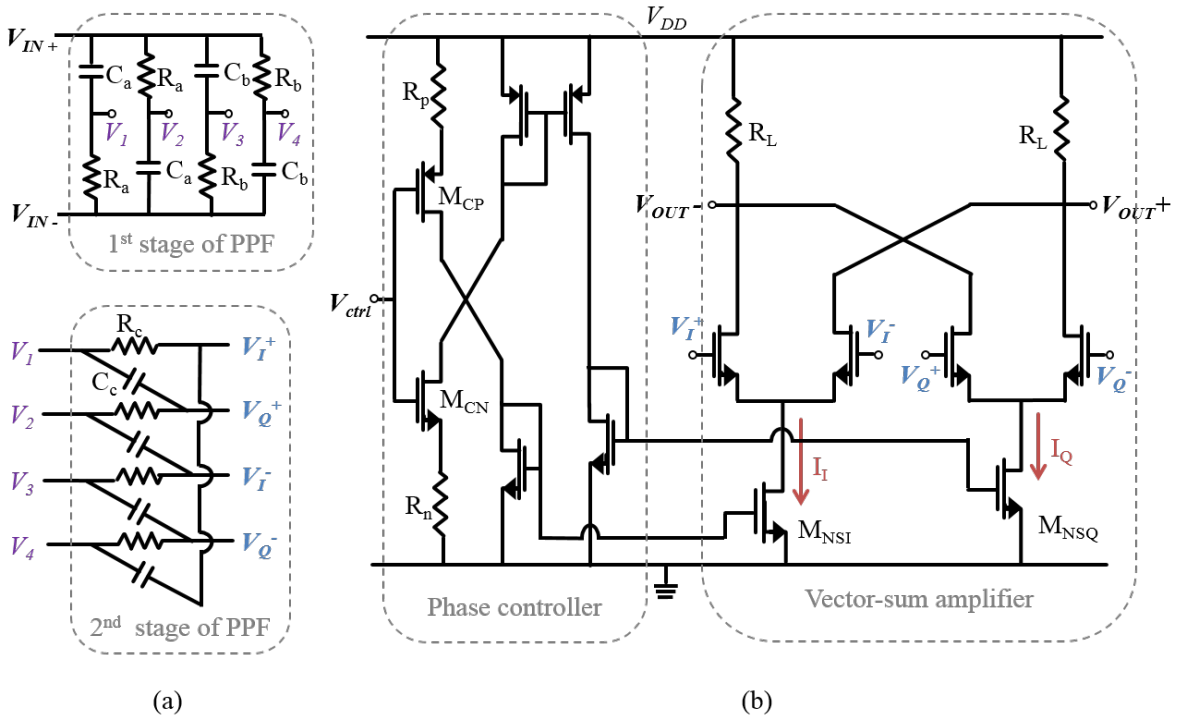 V_IN+
C_a R_a C_b R_b
V_1 V_2 V_3 V_4
R_a C_a R_b C_b
V_IN-
1st stage of PPF
V_1 R_c V_I+
C_c
V_2 V_Q+
V_3 V_I-
V_4 V_Q-
2nd stage of PPF
(a)
V_DD
R_p
M_CP
V_ctrl
M_CN
R_n
Phase controller
R_L R_L
V_OUT- V_OUT+
V_I+ V_I- V_Q+ V_Q-
I_I I_Q
M_NSI M_NSQ
Vector-sum amplifier
(b)